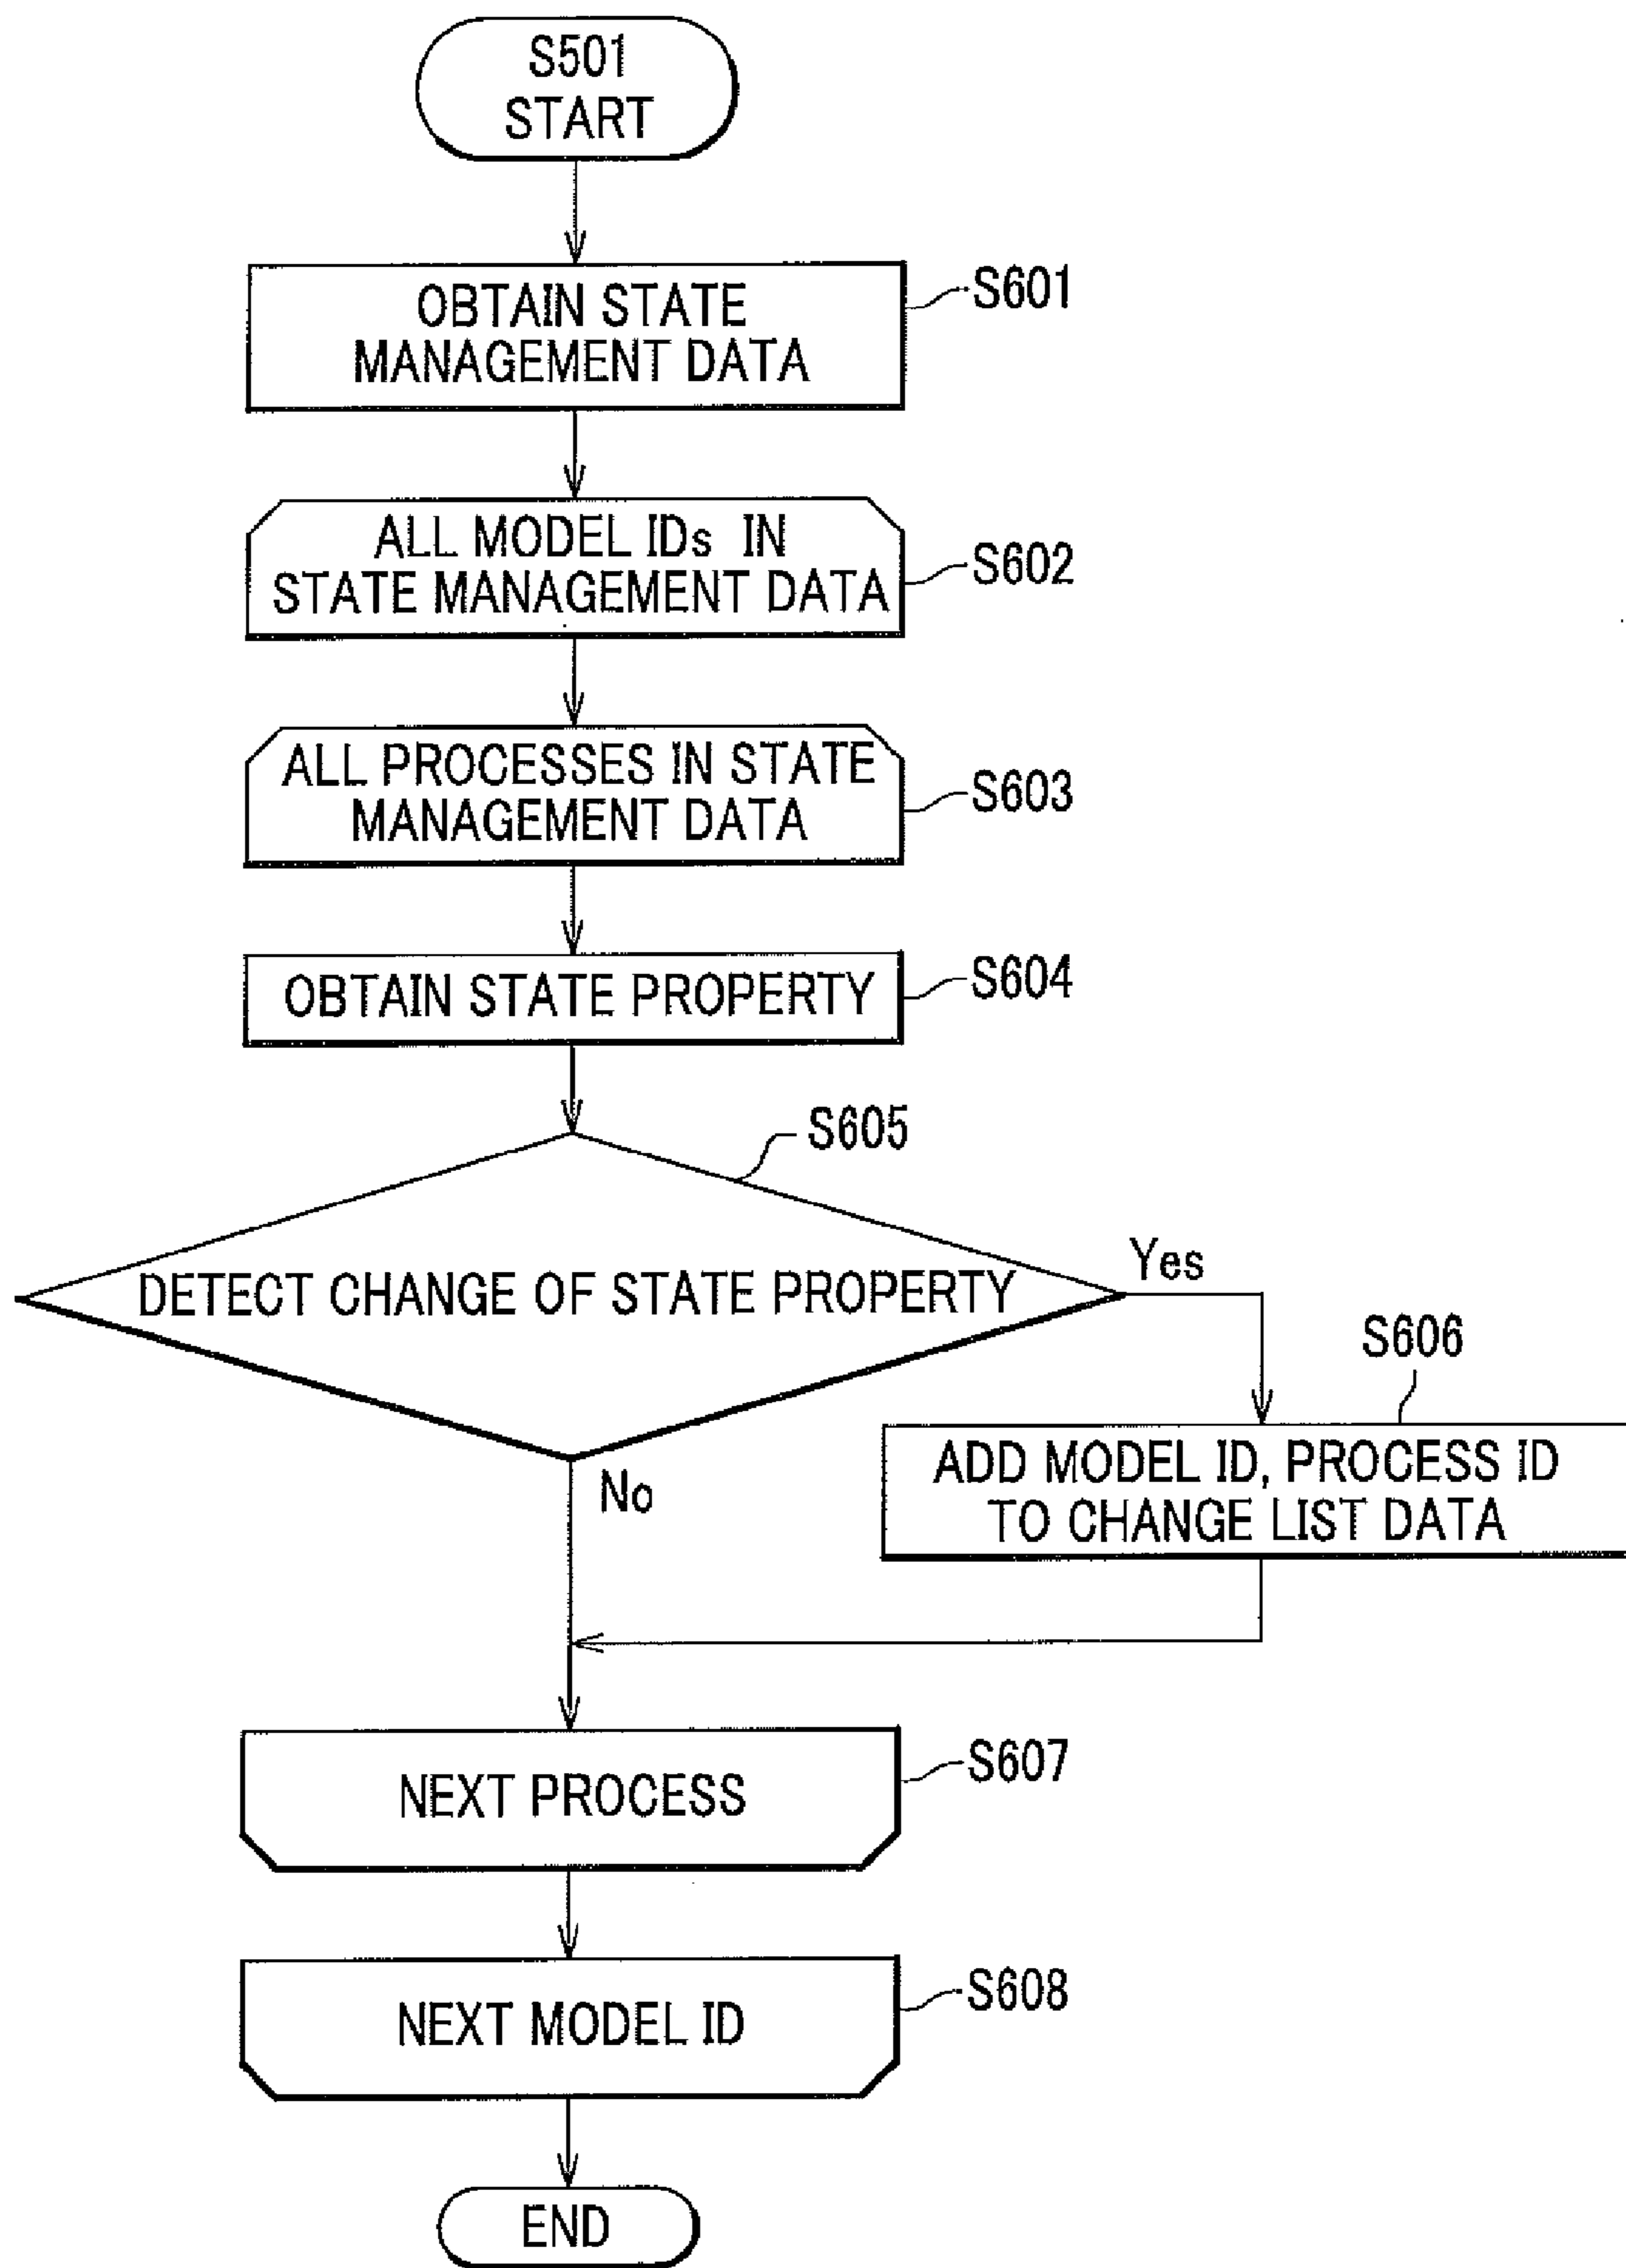 S501
START
OBTAIN STATE
MANAGEMENT DATA
S601
ALL MODEL IDs IN
STATE MANAGEMENT DATA
S602
ALL PROCESSES IN STATE
MANAGEMENT DATA
S603
OBTAIN STATE PROPERTY
S604
S605
DETECT CHANGE OF STATE PROPERTY
Yes
No
S606
ADD MODEL ID, PROCESS ID
TO CHANGE LIST DATA
NEXT PROCESS
S607
NEXT MODEL ID
S608
END